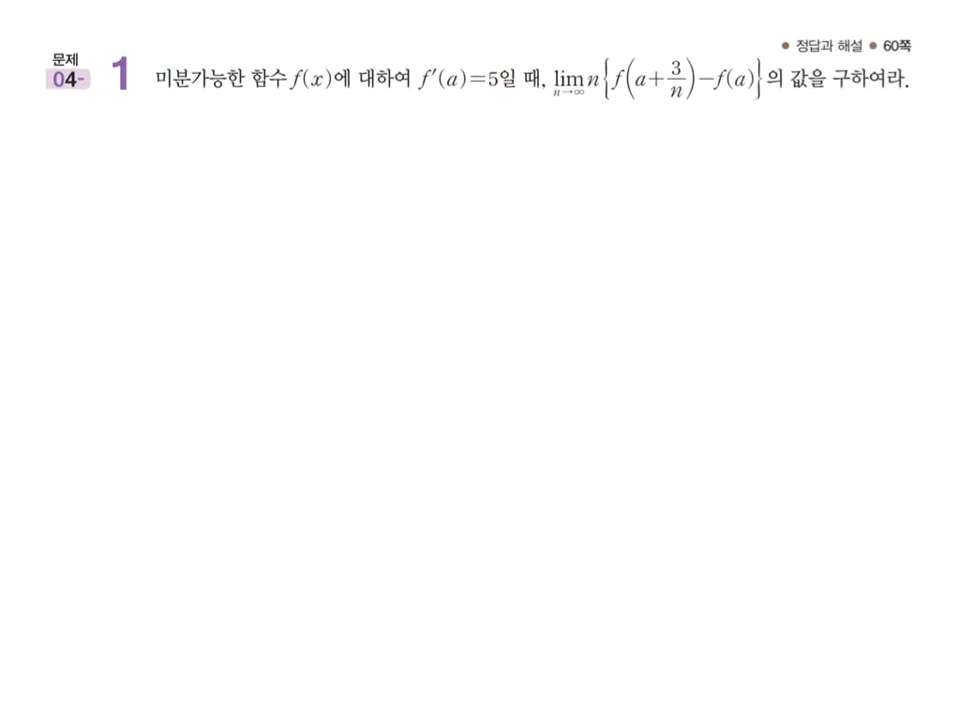 ● 정답과 해설 ● 60쪽
문제
04-1 미분가능한 함수 f(x)에 대하여 f′(a)=5일 때, lim_{n→∞} n{f(a+3/n)−f(a)}의 값을 구하여라.